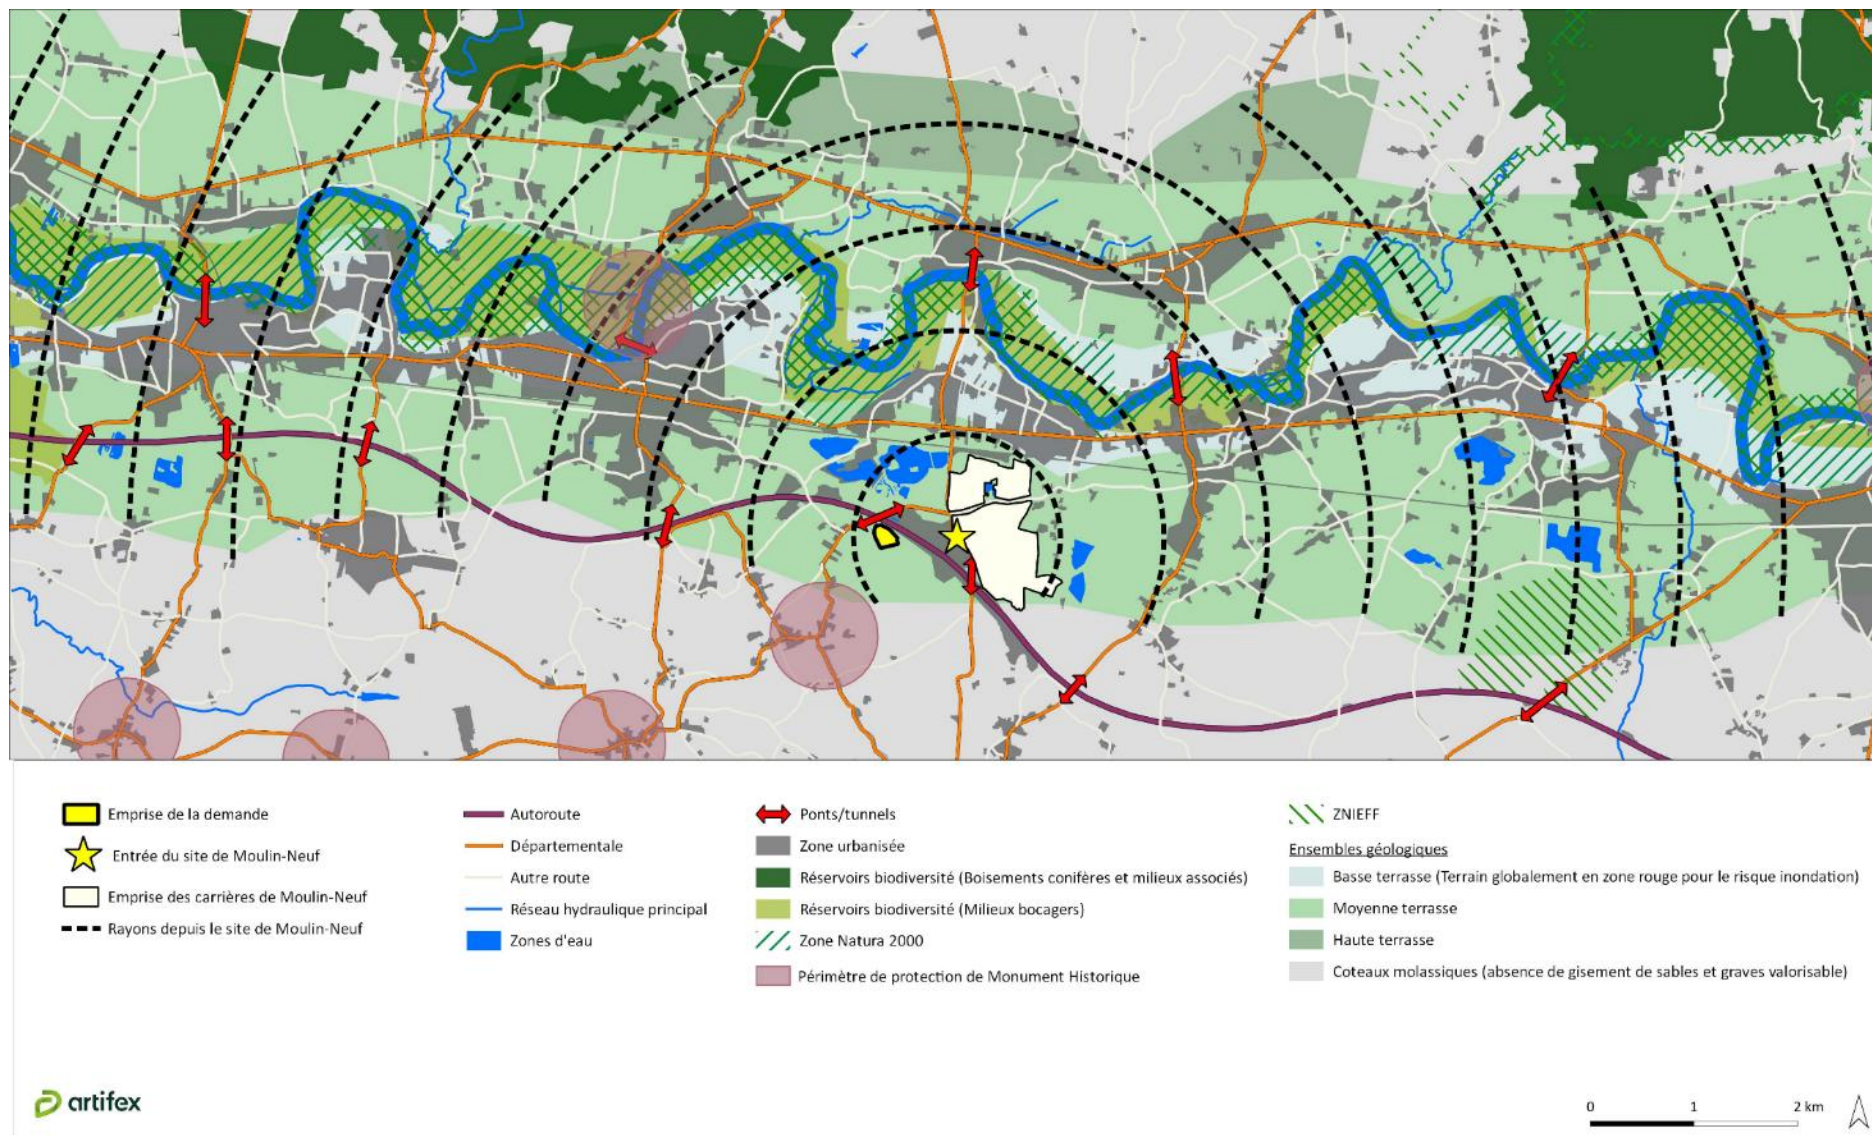 Emprise de la demande
Entrée du site de Moulin-Neuf
Emprise des carrières de Moulin-Neuf
Rayons depuis le site de Moulin-Neuf
Autoroute
Départementale
Autre route
Réseau hydraulique principal
Zones d'eau
Ponts/tunnels
Zone urbanisée
Réservoirs biodiversité (Boisements conifères et milieux associés)
Réservoirs biodiversité (Milieux bocagers)
Zone Natura 2000
Périmètre de protection de Monument Historique
ZNIEFF
Ensembles géologiques
Basse terrasse (Terrain globalement en zone rouge pour le risque inondation)
Moyenne terrasse
Haute terrasse
Coteaux molassiques (absence de gisement de sables et graves valorisable)
artifex
0 1 2 km